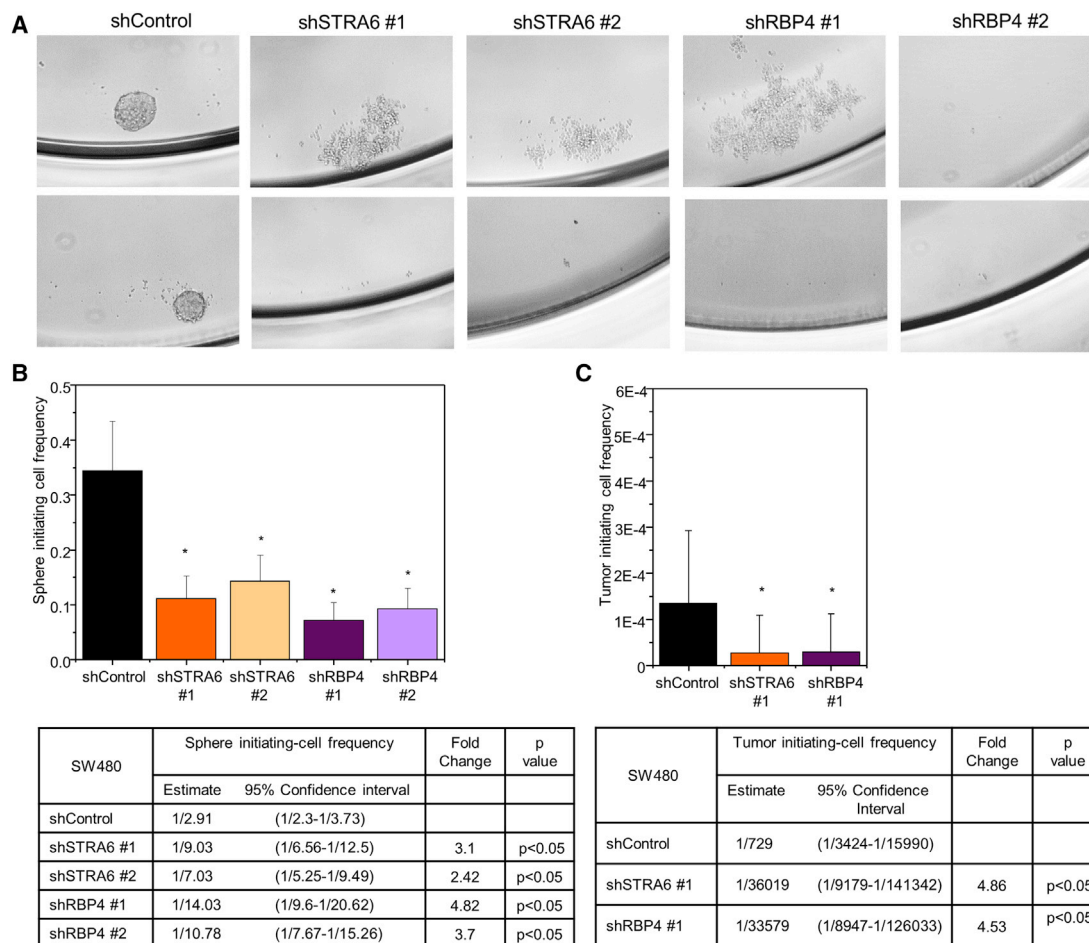 A
shControl shSTRA6 #1 shSTRA6 #2 shRBP4 #1 shRBP4 #2
B
Sphere initiating cell frequency
0.5
0.4
0.3
0.2
0.1
0.0
* * * *
shControl shSTRA6 #1 shSTRA6 #2 shRBP4 #1 shRBP4 #2
C
Tumor initiating cell frequency
6E-4
5E-4
4E-4
3E-4
2E-4
1E-4
0
* *
shControl shSTRA6 #1 shRBP4 #1
SW480 Sphere initiating-cell frequency Fold Change p value
Estimate 95% Confidence interval
shControl 1/2.91 (1/2.3-1/3.73)
shSTRA6 #1 1/9.03 (1/6.56-1/12.5) 3.1 p<0.05
shSTRA6 #2 1/7.03 (1/5.25-1/9.49) 2.42 p<0.05
shRBP4 #1 1/14.03 (1/9.6-1/20.62) 4.82 p<0.05
shRBP4 #2 1/10.78 (1/7.67-1/15.26) 3.7 p<0.05
SW480 Tumor initiating-cell frequency Fold Change p value
Estimate 95% Confidence Interval
shControl 1/729 (1/3424-1/15990)
shSTRA6 #1 1/36019 (1/9179-1/141342) 4.86 p<0.05
shRBP4 #1 1/33579 (1/8947-1/126033) 4.53 p<0.05